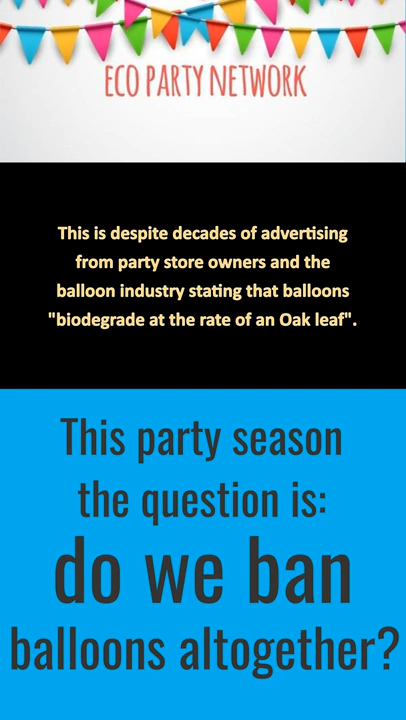 ECO PARTY NETWORK
This is despite decades of advertising
from party store owners and the
balloon industry stating that balloons
"biodegrade at the rate of an Oak leaf".
This party season
the question is:
do we ban
balloons altogether?